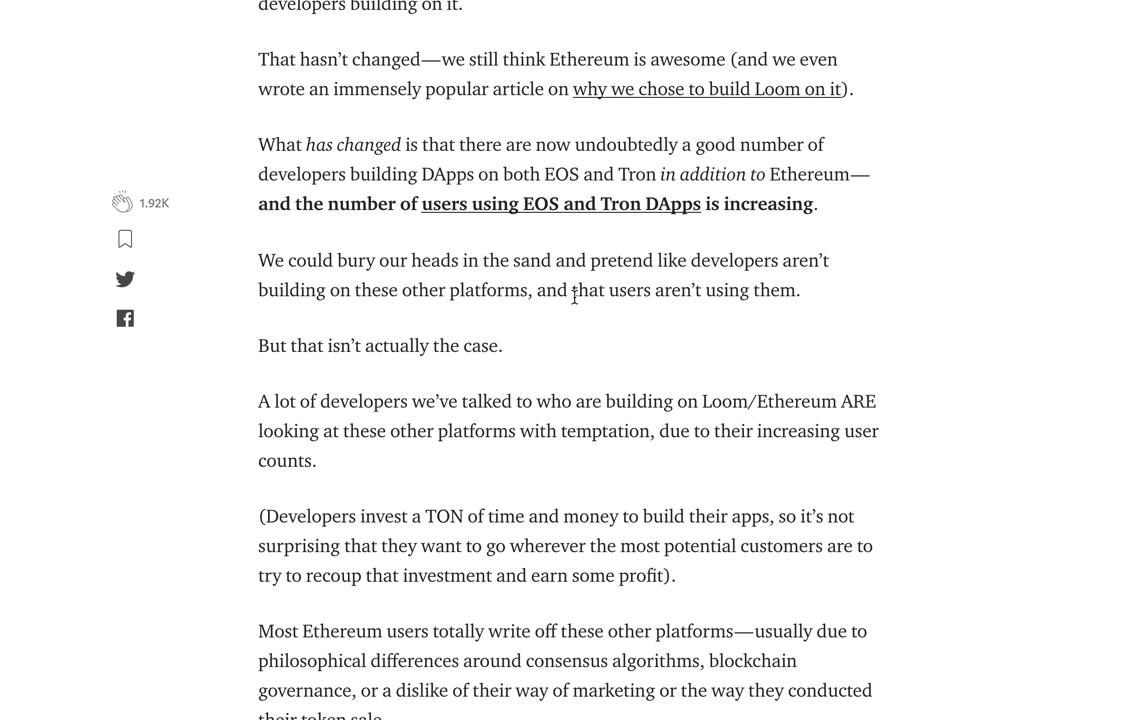 developers building on it.
That hasn’t changed—we still think Ethereum is awesome (and we even
wrote an immensely popular article on why we chose to build Loom on it).
What has changed is that there are now undoubtedly a good number of
developers building DApps on both EOS and Tron in addition to Ethereum—
and the number of users using EOS and Tron DApps is increasing.
1.92K
We could bury our heads in the sand and pretend like developers aren’t
building on these other platforms, and that users aren’t using them.
But that isn’t actually the case.
A lot of developers we’ve talked to who are building on Loom/Ethereum ARE
looking at these other platforms with temptation, due to their increasing user
counts.
(Developers invest a TON of time and money to build their apps, so it’s not
surprising that they want to go wherever the most potential customers are to
try to recoup that investment and earn some profit).
Most Ethereum users totally write off these other platforms—usually due to
philosophical differences around consensus algorithms, blockchain
governance, or a dislike of their way of marketing or the way they conducted
their token sale.